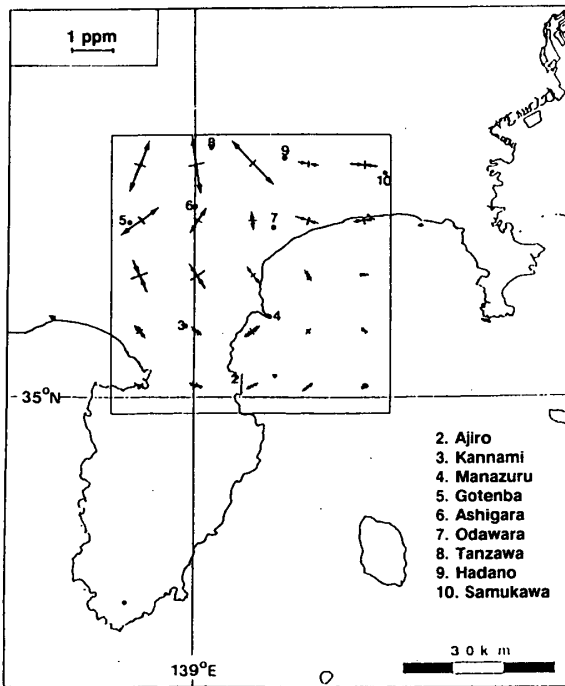 1 ppm
8
9
10
6
5
7
3
4
2
35°N
2. Ajiro
3. Kannami
4. Manazuru
5. Gotenba
6. Ashigara
7. Odawara
8. Tanzawa
9. Hadano
10. Samukawa
139°E
30km